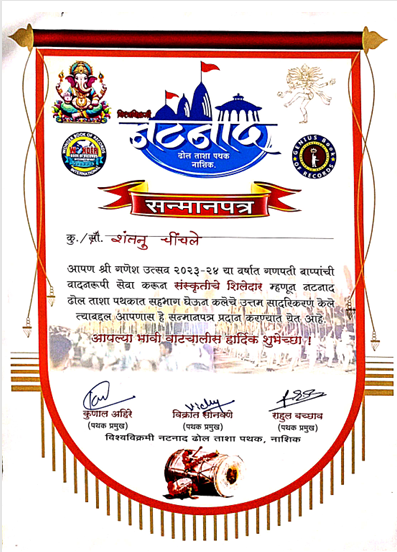 विश्वविक्रमी
नटनाद
ढोल ताशा पथक
नाशिक.
WONDER BOOK OF RECORDS
INTERNATIONAL
GENIUS BOOK OF RECORDS
सन्मानपत्र
कु./सौ. शंतनु चींचले
आपण श्री गणेश उत्सव २०२३-२४ या वर्षात गणपती बाप्पांची
वादनरूपी सेवा करून संस्कृतीचे शिलेदार म्हणून नटनाद
ढोल ताशा पथकात सहभाग घेऊन कलेचे उत्तम सादरिकरण केले
त्याबद्दल आपणास हे सन्मानपत्र प्रदान करण्यात येत आहे.
आपल्या भावी वाटचालीस हार्दिक शुभेच्छा !
कुणाल अहिरे
(पथक प्रमुख)
विक्रांत सोनवणे
(पथक प्रमुख)
राहुल बच्छाव
(पथक प्रमुख)
विश्वविक्रमी नटनाद ढोल ताशा पथक, नाशिक